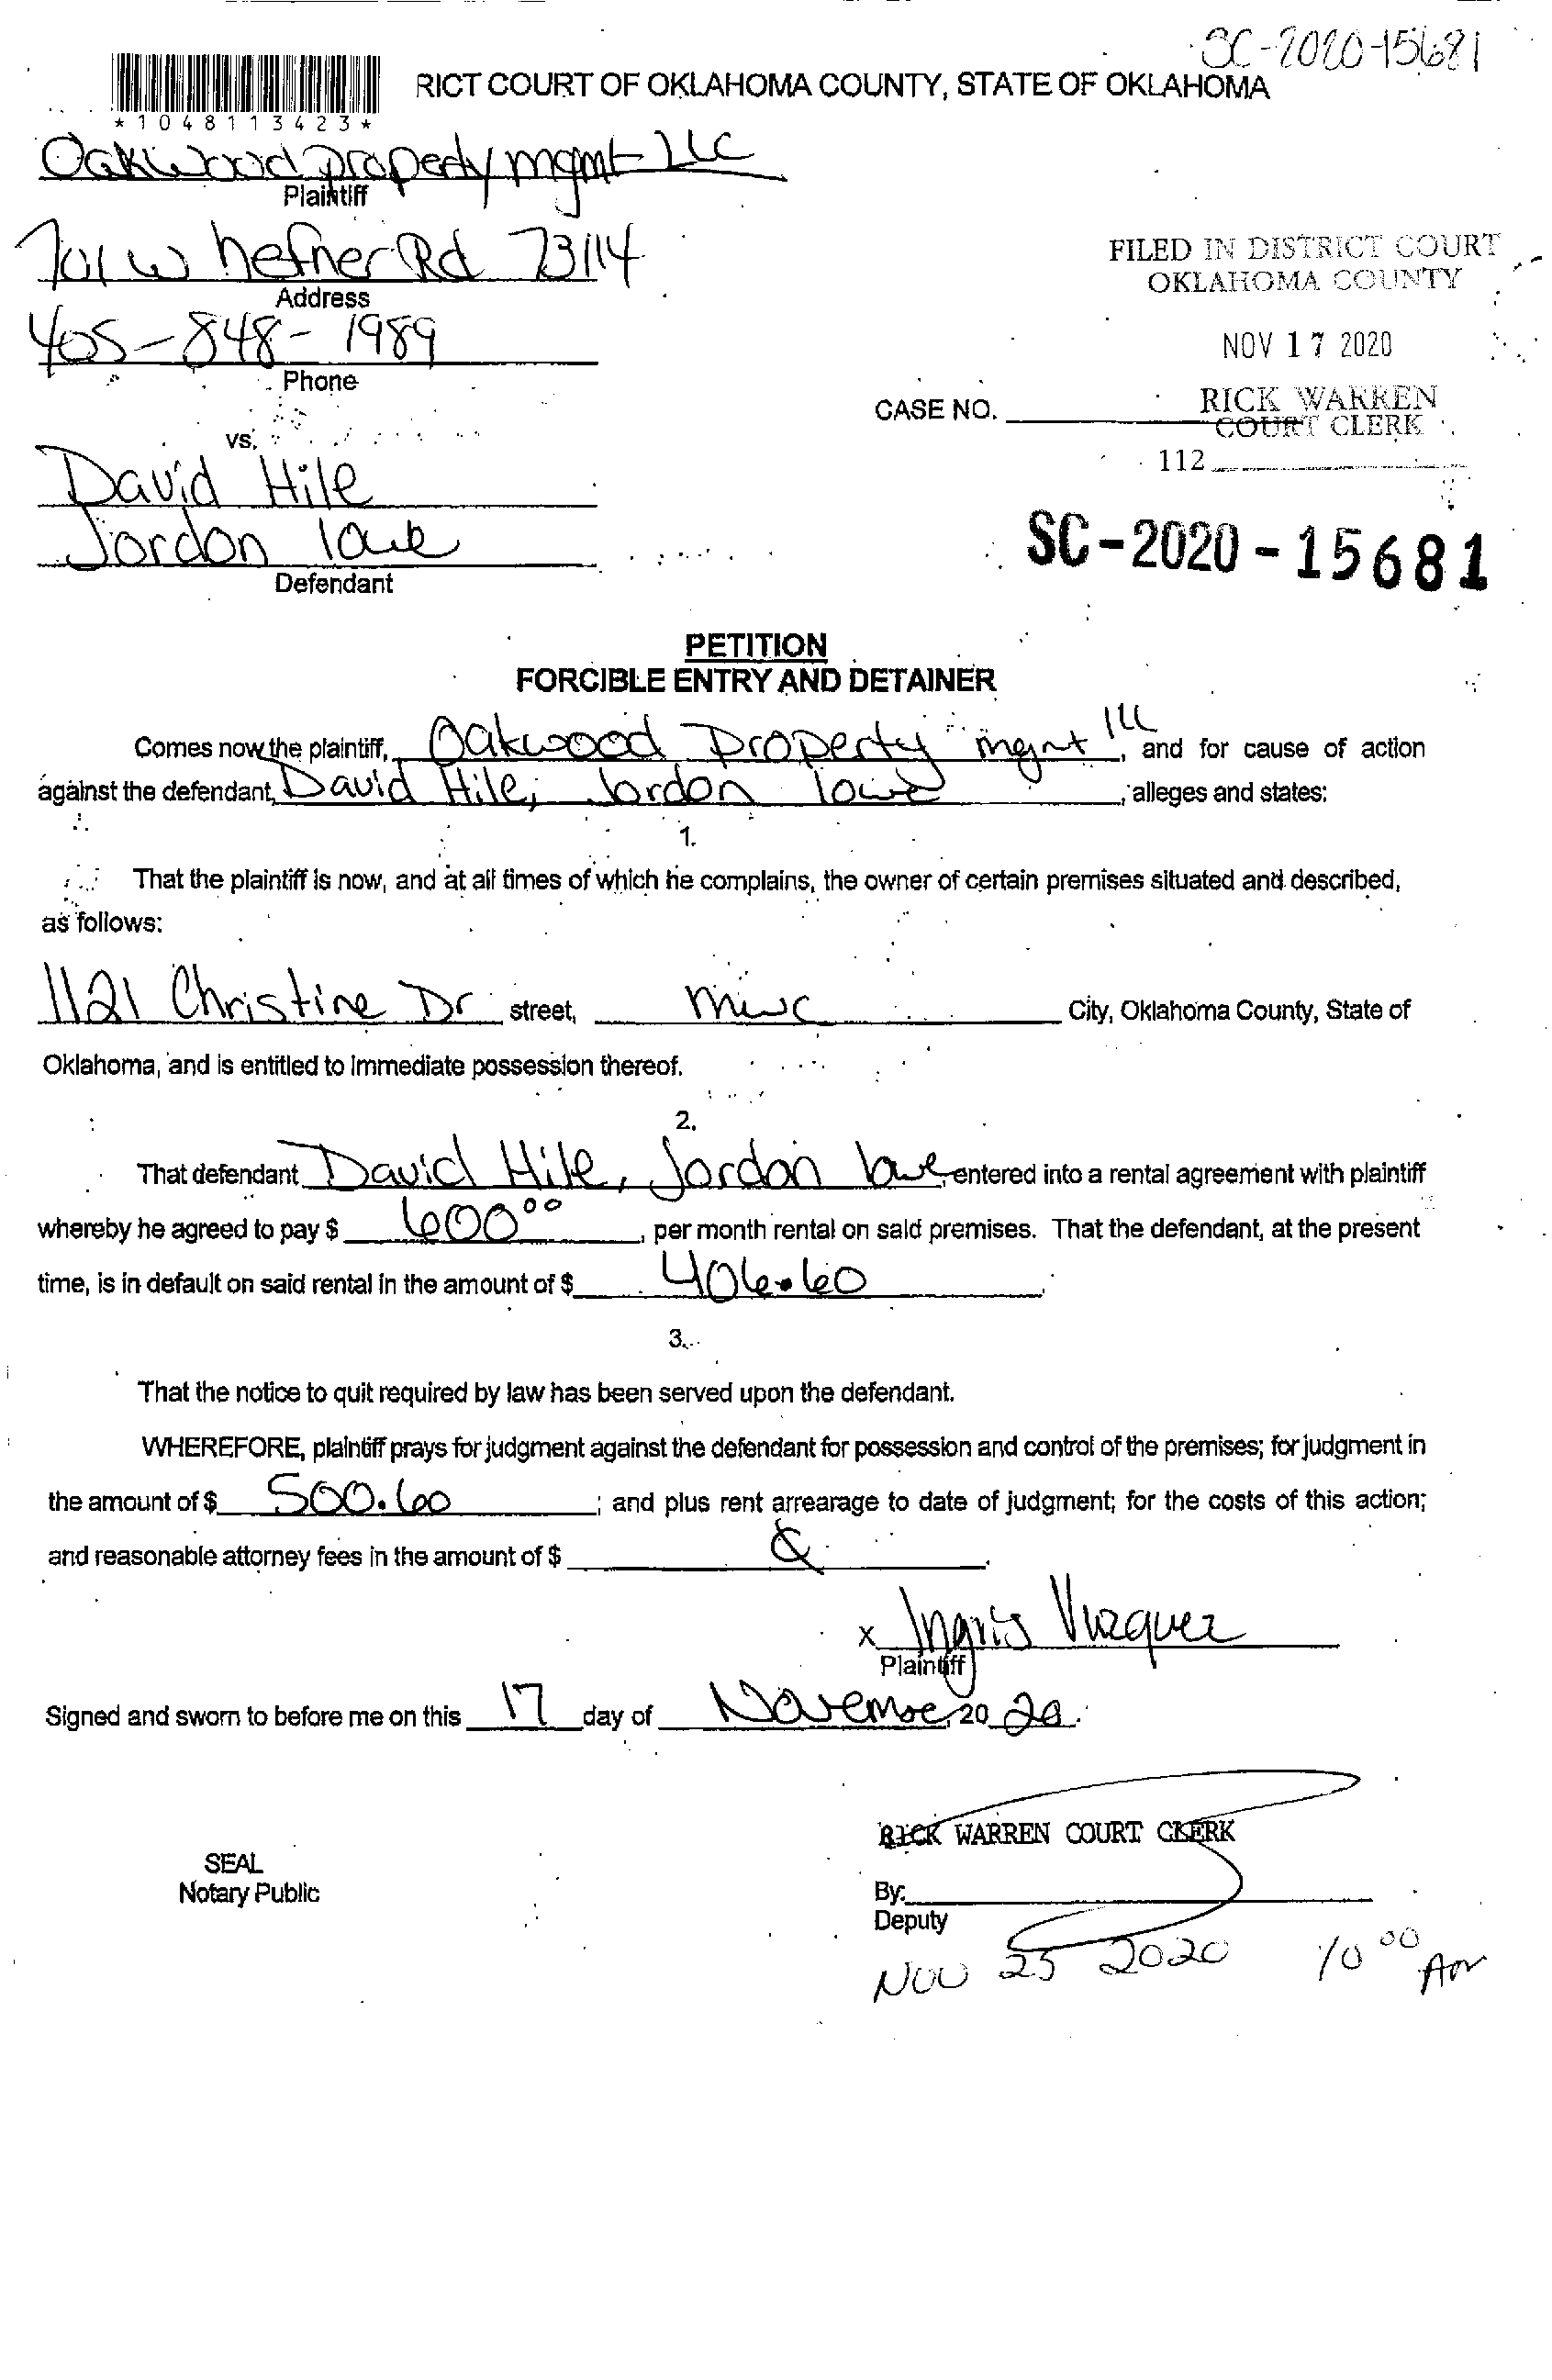 SC-2020-15681
RICT COURT OF OKLAHOMA COUNTY, STATE OF OKLAHOMA
*1048113423*
Oakwood property mgmt LLC
Plaintiff
701 W hefner Rd 73114
Address
FILED IN DISTRICT COURT
OKLAHOMA COUNTY
405-848-1989
Phone
NOV 17 2020
RICK WARREN
COURT CLERK
CASE NO.
112
vs.
David Hile
Jordon lowe
Defendant
SC-2020-15681
PETITION
FORCIBLE ENTRY AND DETAINER
Comes now the plaintiff, Oakwood Property mgnt llc, and for cause of action
against the defendant, David Hile, Jordon lowe, alleges and states:
1.
That the plaintiff is now, and at all times of which he complains, the owner of certain premises situated and described,
as follows:
1121 Christine Dr street, mwc City, Oklahoma County, State of
Oklahoma, and is entitled to immediate possession thereof.
2.
That defendant David Hile, Jordon lowe, entered into a rental agreement with plaintiff
whereby he agreed to pay $ 600 00, per month rental on said premises. That the defendant, at the present
time, is in default on said rental in the amount of $ 406.60.
3.
That the notice to quit required by law has been served upon the defendant.
WHEREFORE, plaintiff prays for judgment against the defendant for possession and control of the premises; for judgment in
the amount of $ 500.60; and plus rent arrearage to date of judgment; for the costs of this action;
and reasonable attorney fees in the amount of $ .
x Vazquez
Plaintiff
Signed and sworn to before me on this 17 day of November, 20 20.
RICK WARREN COURT CLERK
SEAL
Notary Public
By:
Deputy
NOV 25 2020 10 00 AM